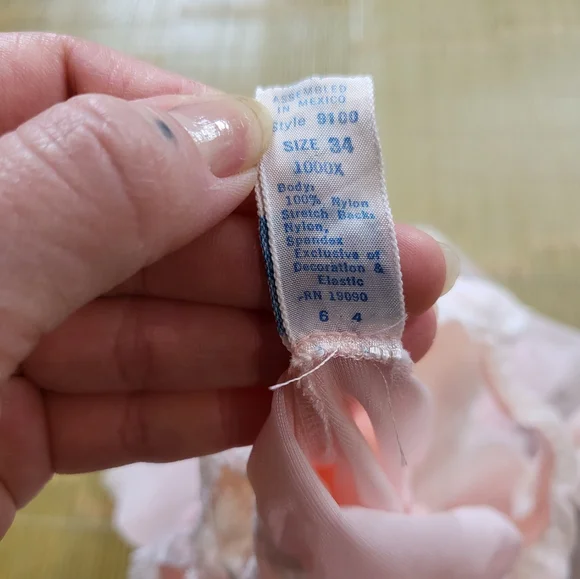 ASSEMBLED
IN MEXICO
Style 9100
SIZE 34
1000X
Body:
100% Nylon
Stretch Back:
Nylon,
Spandex
Exclusive of
Decoration &
Elastic
RN 19090
6 4